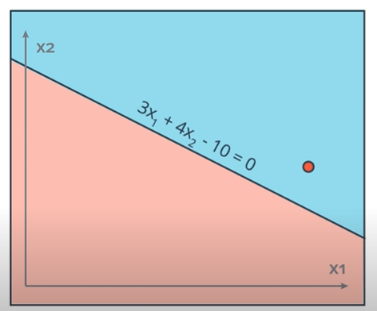 X2
3x₁ + 4x₂ - 10 = 0
X1